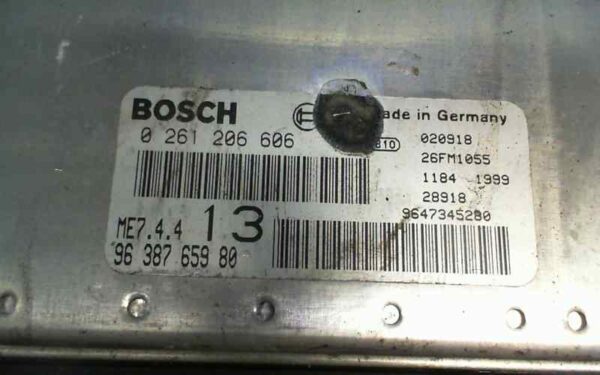 BOSCH
ade in Germany
0 261 206 606
810
020918
26FM1055
1184 1999
28918
9647345280
ME7.4.4 13
96 387 659 80